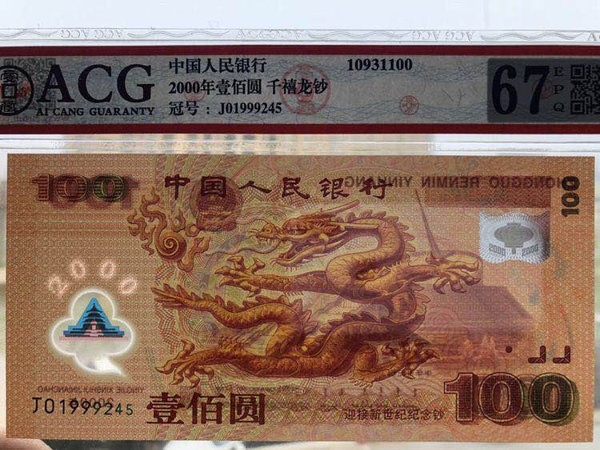 ACG
AI CANG GUARANTY
中国人民银行 10931100
2000年壹佰圆 千禧龙钞
冠号：J01999245
67
EPQ
100 中国人民银行 ZHONGGUO RENMIN YINHANG
100
2000
2000 2000
J01999245
壹佰圆
迎接新世纪纪念钞
100